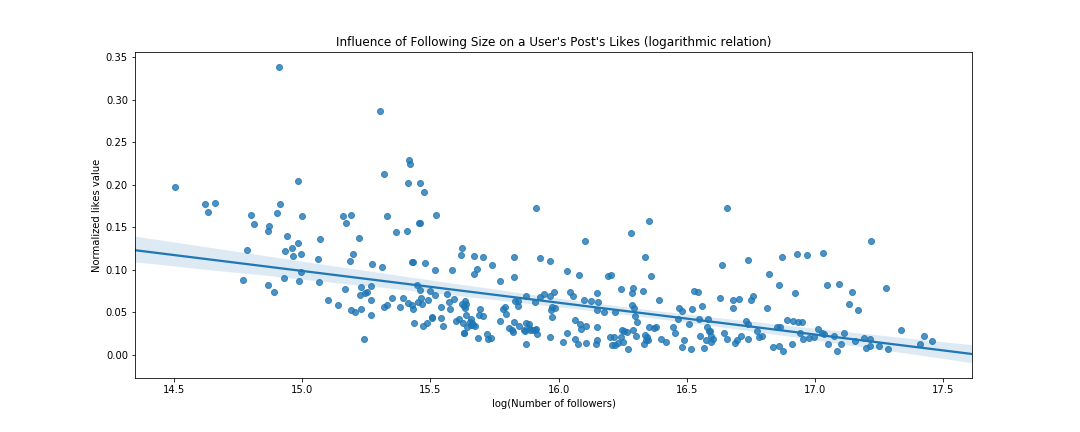 Influence of Following Size on a User's Post's Likes (logarithmic relation)
0.35
0.30
0.25
0.20
0.15
0.10
0.05
0.00
Normalized likes value
14.5 15.0 15.5 16.0 16.5 17.0 17.5
log(Number of followers)